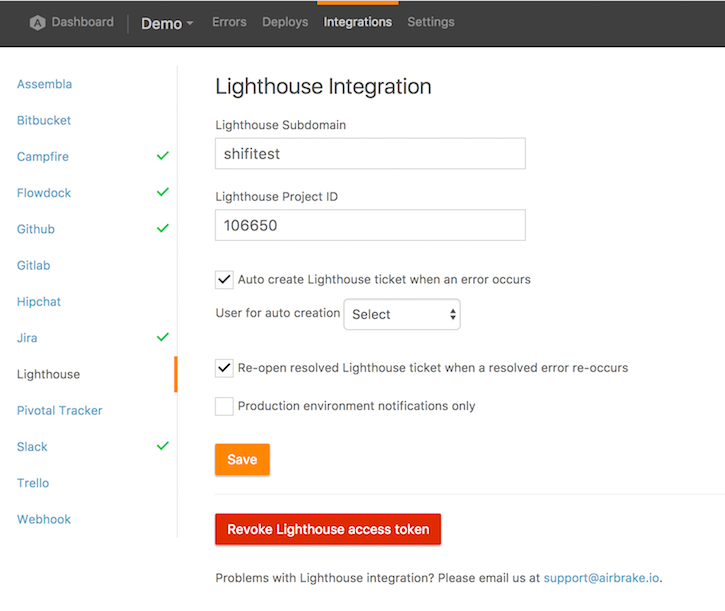 Dashboard Demo Errors Deploys Integrations Settings
Assembla
Bitbucket
Campfire
Flowdock
Github
Gitlab
Hipchat
Jira
Lighthouse
Pivotal Tracker
Slack
Trello
Webhook
Lighthouse Integration
Lighthouse Subdomain
shifitest
Lighthouse Project ID
106650
Auto create Lighthouse ticket when an error occurs
User for auto creation Select
Re-open resolved Lighthouse ticket when a resolved error re-occurs
Production environment notifications only
Save
Revoke Lighthouse access token
Problems with Lighthouse integration? Please email us at support@airbrake.io.